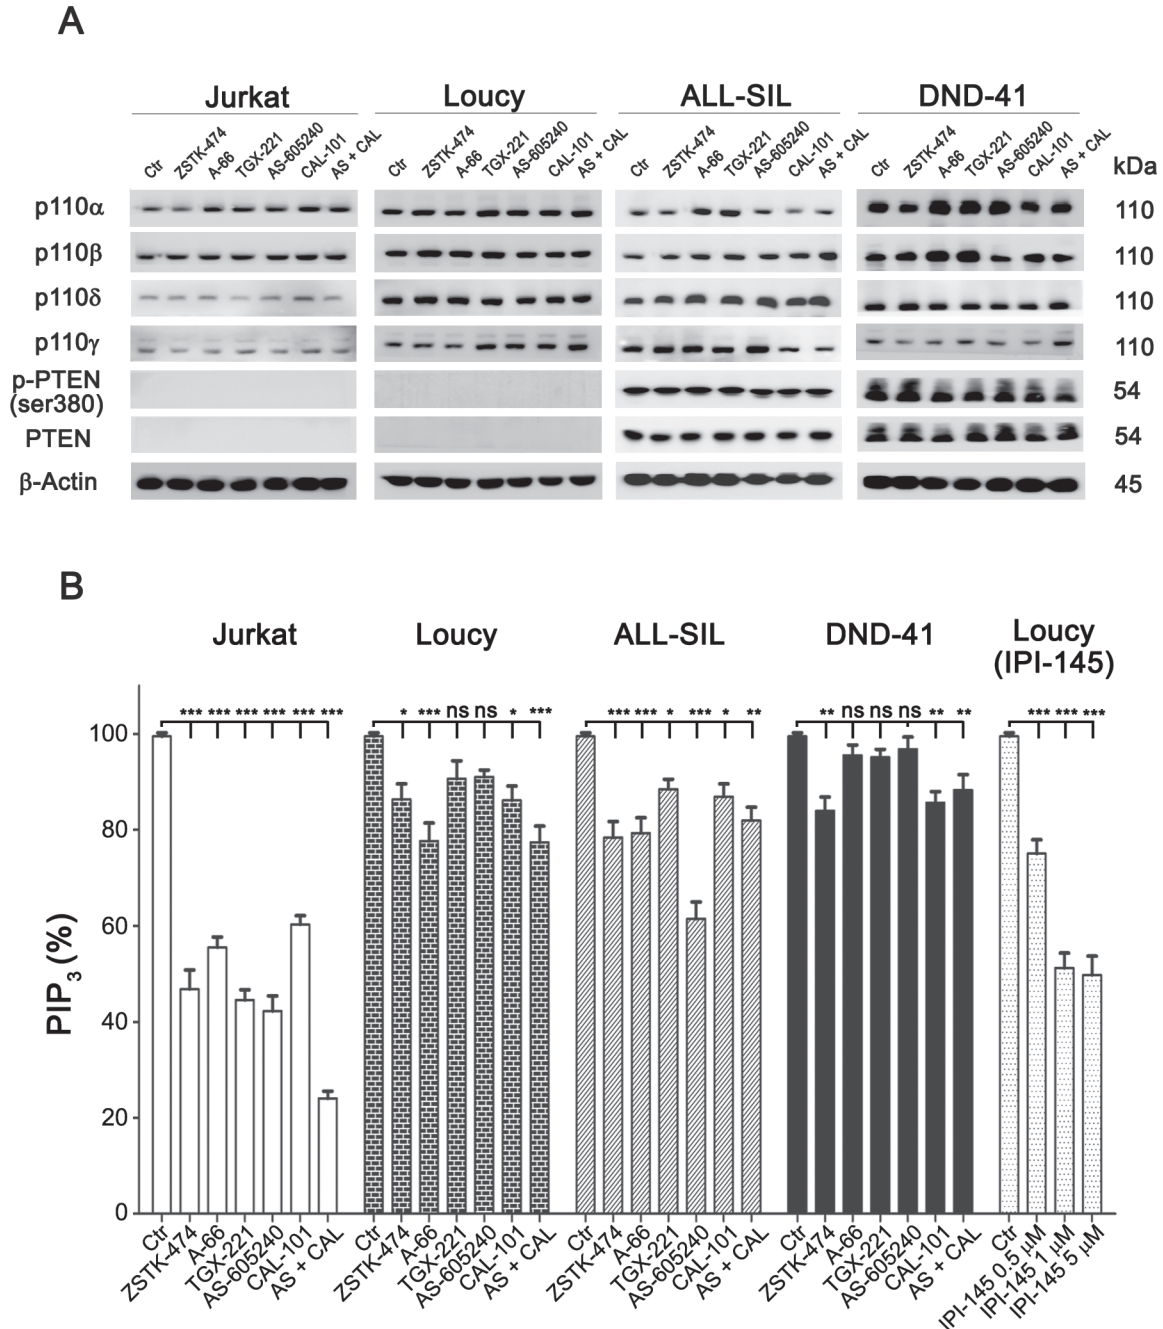 A
Jurkat Loucy ALL-SIL DND-41
Ctr ZSTK-474 A-66 TGX-221 AS-605240 CAL-101 AS + CAL Ctr ZSTK-474 A-66 TGX-221 AS-605240 CAL-101 AS + CAL Ctr ZSTK-474 A-66 TGX-221 AS-605240 CAL-101 AS + CAL Ctr ZSTK-474 A-66 TGX-221 AS-605240 CAL-101 AS + CAL
kDa
p110α 110
p110β 110
p110δ 110
p110γ 110
p-PTEN
(ser380) 54
PTEN 54
β-Actin 45
B
Jurkat Loucy ALL-SIL DND-41 Loucy
(IPI-145)
*** *** *** *** *** *** * *** ns ns * *** *** *** * *** * ** ** ns ns ns ** ** *** *** ***
PIP3 (%)
100
80
60
40
20
0
Ctr ZSTK-474 A-66 TGX-221 AS-605240 CAL-101 AS + CAL Ctr ZSTK-474 A-66 TGX-221 AS-605240 CAL-101 AS + CAL Ctr ZSTK-474 A-66 TGX-221 AS-605240 CAL-101 AS + CAL Ctr ZSTK-474 A-66 TGX-221 AS-605240 CAL-101 AS + CAL Ctr IPI-145 0.5 μM IPI-145 1 μM IPI-145 5 μM